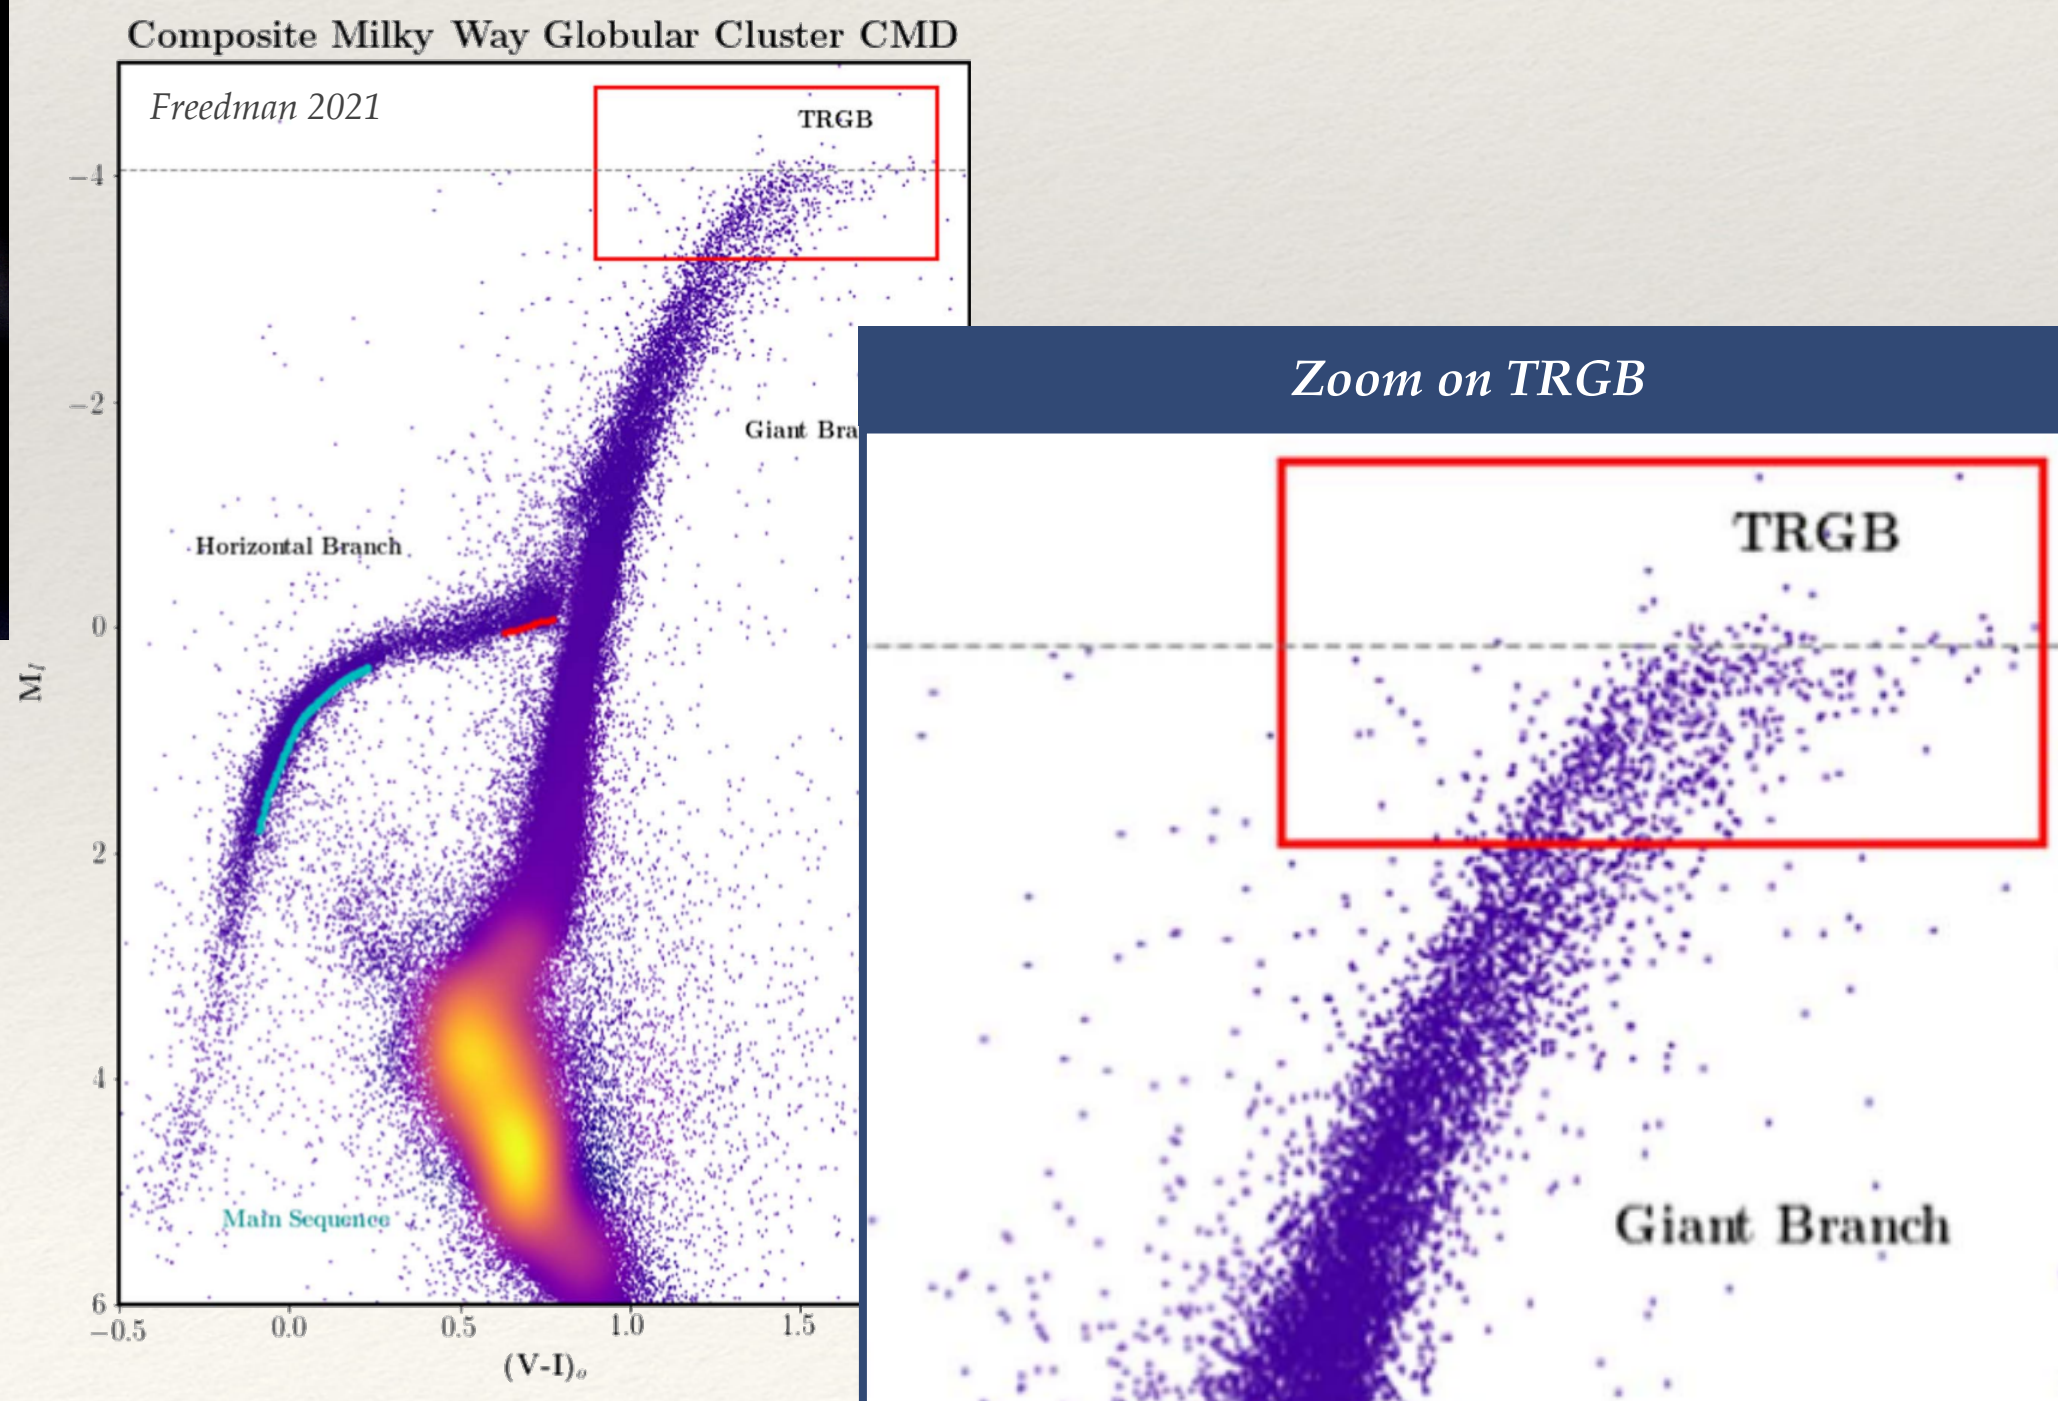 Composite Milky Way Globular Cluster CMD
Freedman 2021
TRGB
−4
−2
Giant Bra
Horizontal Branch
0
M_I
2
4
Main Sequence
6
−0.5
0.0
0.5
1.0
1.5
(V-I)ₒ
Zoom on TRGB
TRGB
Giant Branch